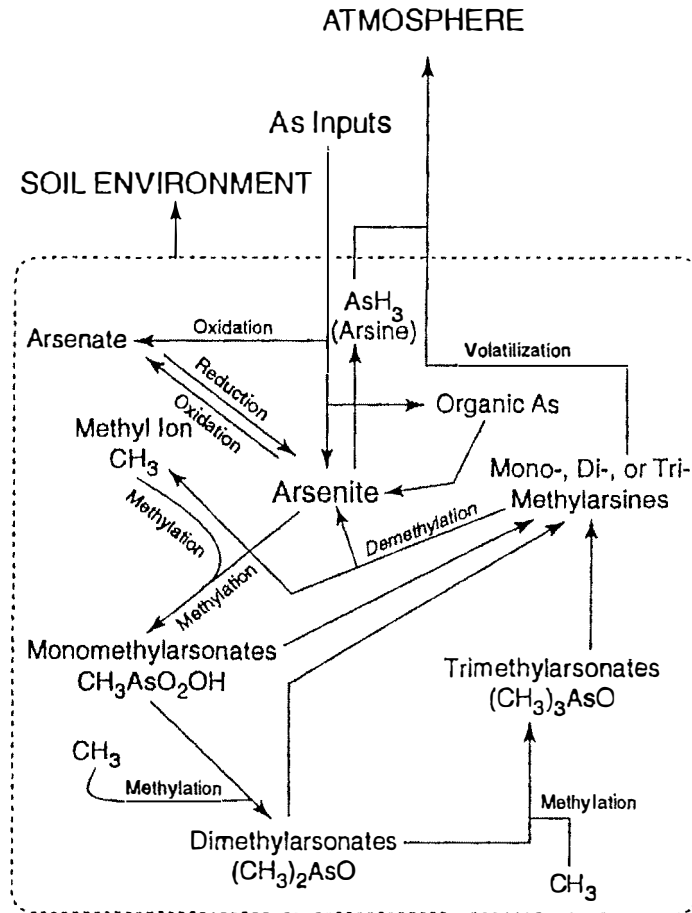 ATMOSPHERE
As Inputs
SOIL ENVIRONMENT
AsH3
(Arsine)
Arsenate
Oxidation
Volatilization
Reduction
Oxidation
Organic As
Methyl Ion
CH3
Arsenite
Mono-, Di-, or Tri-
Methylarsines
Methylation
Demethylation
Methylation
Monomethylarsonates
CH3AsO2OH
Trimethylarsonates
(CH3)3AsO
CH3
Methylation
Methylation
Dimethylarsonates
(CH3)2AsO
CH3